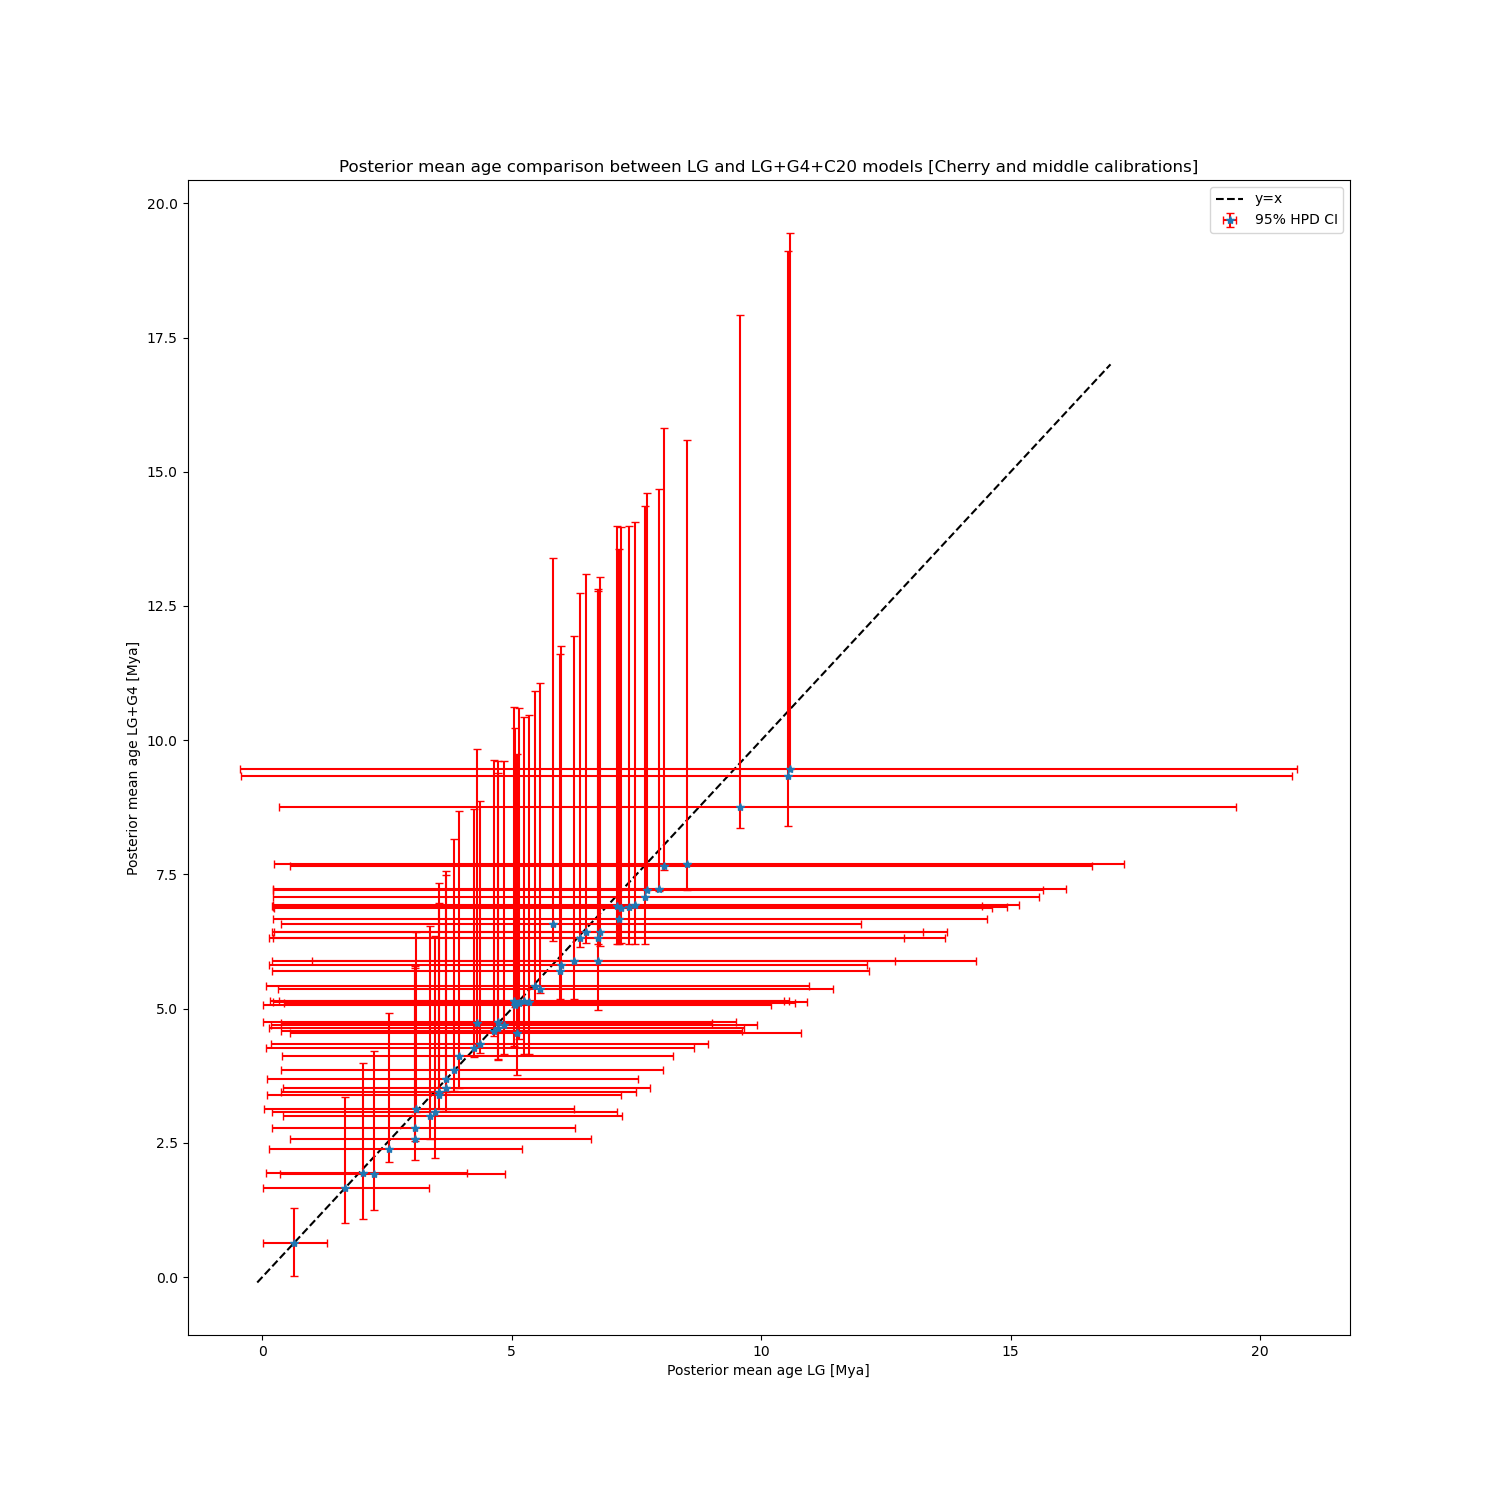 Posterior mean age comparison between LG and LG+G4+C20 models [Cherry and middle calibrations]
y=x
95% HPD CI
20.0
17.5
15.0
12.5
10.0
7.5
5.0
2.5
0.0
Posterior mean age LG+G4 [Mya]
0
5
10
15
20
Posterior mean age LG [Mya]